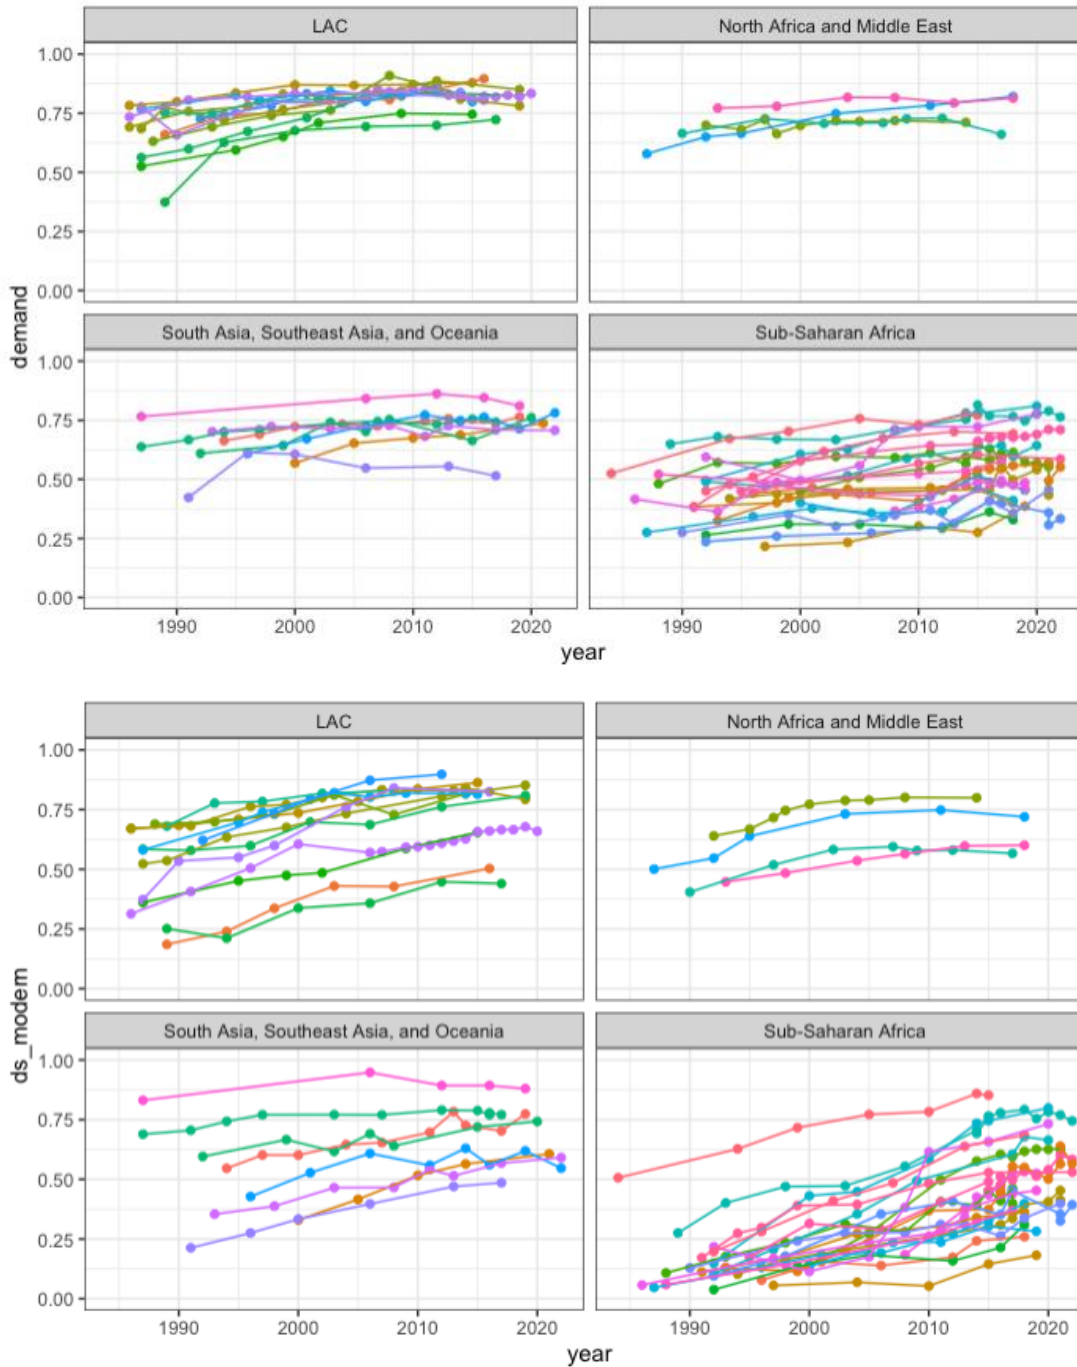 LAC North Africa and Middle East
1.00
0.75
0.50
0.25
0.00
demand
South Asia, Southeast Asia, and Oceania Sub-Saharan Africa
1.00
0.75
0.50
0.25
0.00
1990 2000 2010 2020 1990 2000 2010 2020
year
LAC North Africa and Middle East
1.00
0.75
0.50
0.25
0.00
ds_modern
South Asia, Southeast Asia, and Oceania Sub-Saharan Africa
1.00
0.75
0.50
0.25
0.00
1990 2000 2010 2020 1990 2000 2010 2020
year